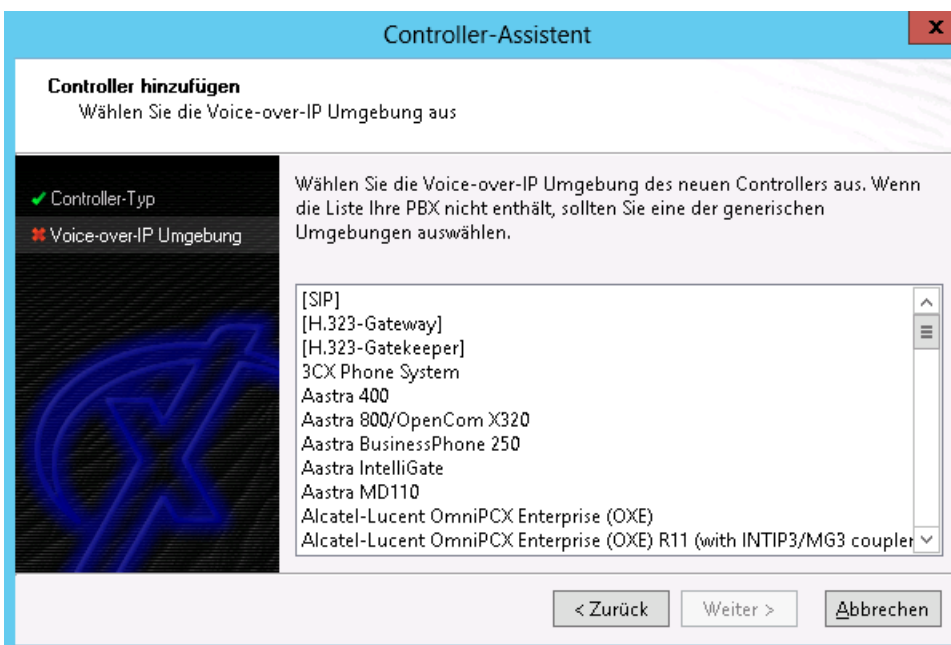 Controller-Assistent
x
Controller hinzufügen
Wählen Sie die Voice-over-IP Umgebung aus
Controller-Typ
Voice-over-IP Umgebung
Wählen Sie die Voice-over-IP Umgebung des neuen Controllers aus. Wenn
die Liste Ihre PBX nicht enthält, sollten Sie eine der generischen
Umgebungen auswählen.
[SIP]
[H.323-Gateway]
[H.323-Gatekeeper]
3CX Phone System
Aastra 400
Aastra 800/OpenCom X320
Aastra BusinessPhone 250
Aastra IntelliGate
Aastra MD110
Alcatel-Lucent OmniPCX Enterprise (OXE)
Alcatel-Lucent OmniPCX Enterprise (OXE) R11 (with INTIP3/MG3 coupler
< Zurück
Weiter >
Abbrechen